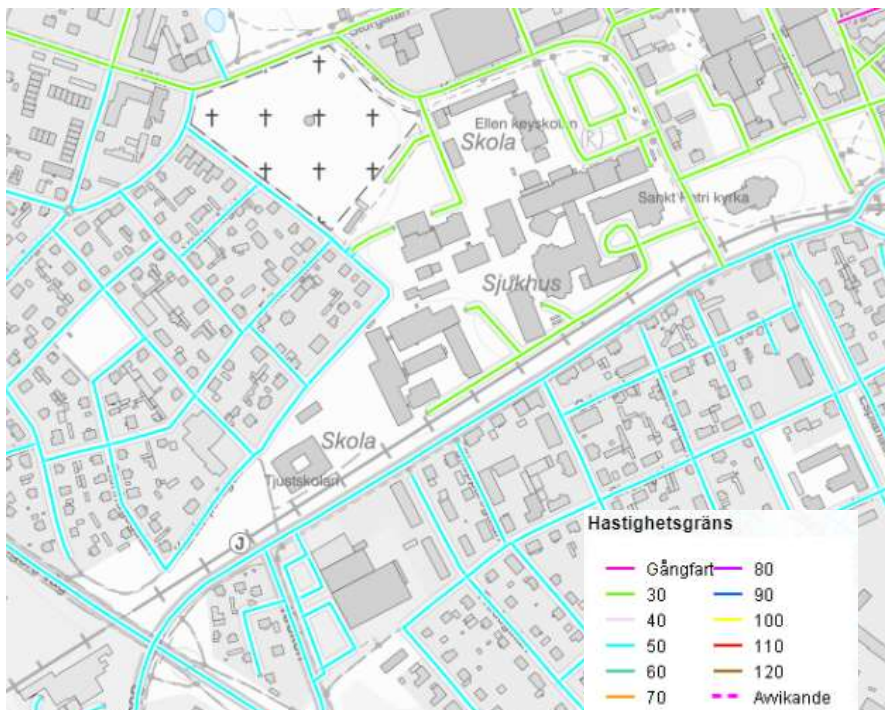 Storgatan
Ellen keyskolan
Skola
(R)
Sankt Petri kyrka
Sjukhus
Skola
Tjustskolan
J
Hastighetsgräns
Gångfart 80
30 90
40 100
50 110
60 120
70 Avvikande